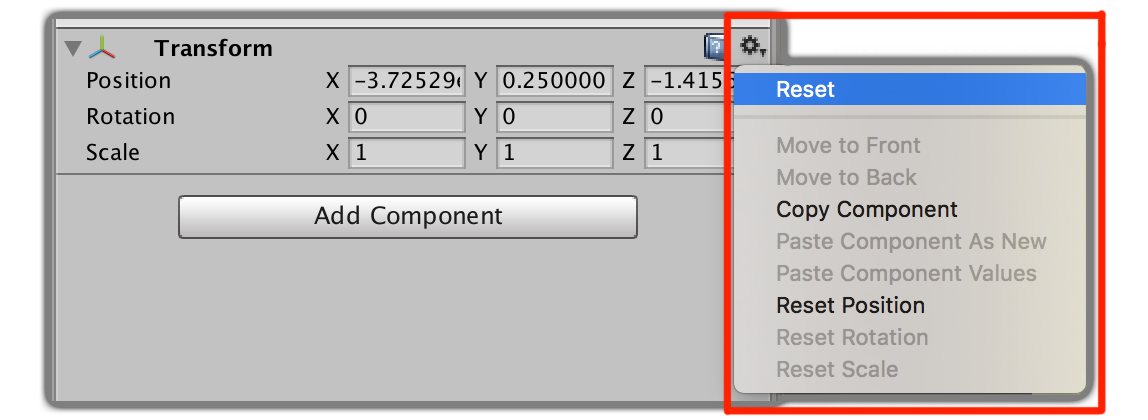 Transform
Position X -3.72529 Y 0.250000 Z -1.415
Rotation X 0 Y 0 Z 0
Scale X 1 Y 1 Z 1
Add Component
Reset
Move to Front
Move to Back
Copy Component
Paste Component As New
Paste Component Values
Reset Position
Reset Rotation
Reset Scale